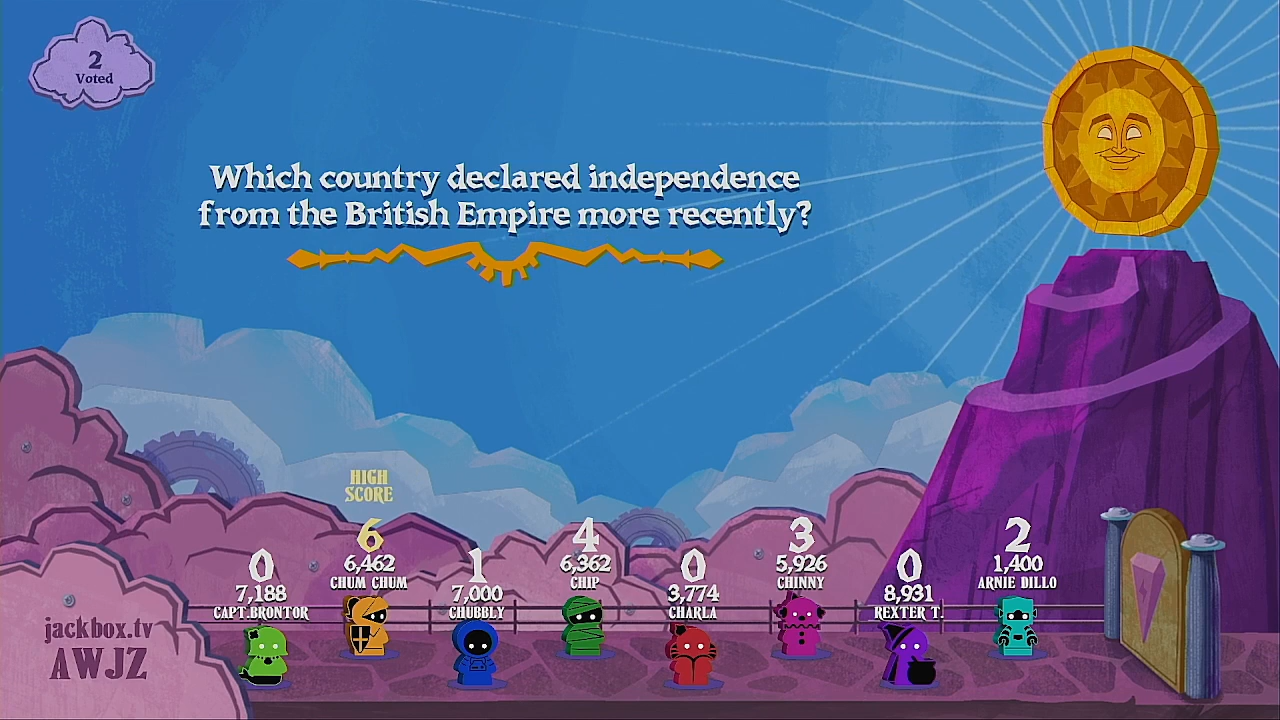 2
Voted
Which country declared independence
from the British Empire more recently?
HIGH
SCORE
0
7,188
CAPT.BRONTOR
6
6,462
CHUM CHUM
1
7,000
CHUBBLY
4
6,362
CHIP
0
3,774
CHARLA
3
5,926
CHINNY
0
8,931
REXTER T.
2
1,400
ARNIE DILLO
jackbox.tv
AWJZ